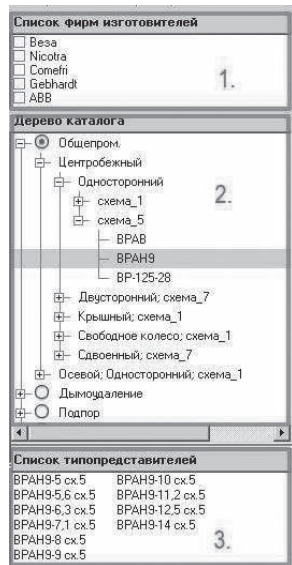 Список фирм изготовителей
Веза
Nicotra
Comefri
Gebhardt
ABB
1.
Дерево каталога
Общепром.
Центробежный
Односторонний
схема_1
схема_5
ВРАВ
ВРАН9
ВР-125-28
Двусторонний; схема_7
Крышный; схема_1
Свободное колесо; схема_1
Сдвоенный; схема_7
Осевой; Односторонний; схема_1
Дымоудаление
Подпор
2.
Список типопредставителей
ВРАН9-5 сх.5 ВРАН9-10 сх.5
ВРАН9-5,6 сх.5 ВРАН9-11,2 сх.5
ВРАН9-6,3 сх.5 ВРАН9-12,5 сх.5
ВРАН9-7,1 сх.5 ВРАН9-14 сх.5
ВРАН9-8 сх.5
ВРАН9-9 сх.5
3.